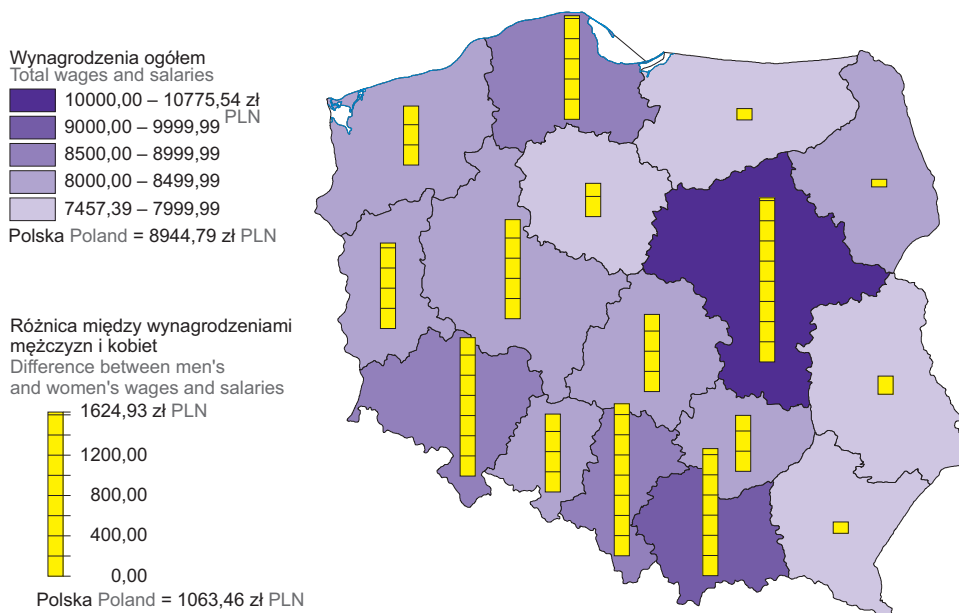 Wynagrodzenia ogółem
Total wages and salaries
10000,00 – 10775,54 zł
PLN
9000,00 – 9999,99
8500,00 – 8999,99
8000,00 – 8499,99
7457,39 – 7999,99
Polska Poland = 8944,79 zł PLN
Różnica między wynagrodzeniami
mężczyzn i kobiet
Difference between men's
and women's wages and salaries
1624,93 zł PLN
1200,00
800,00
400,00
0,00
Polska Poland = 1063,46 zł PLN